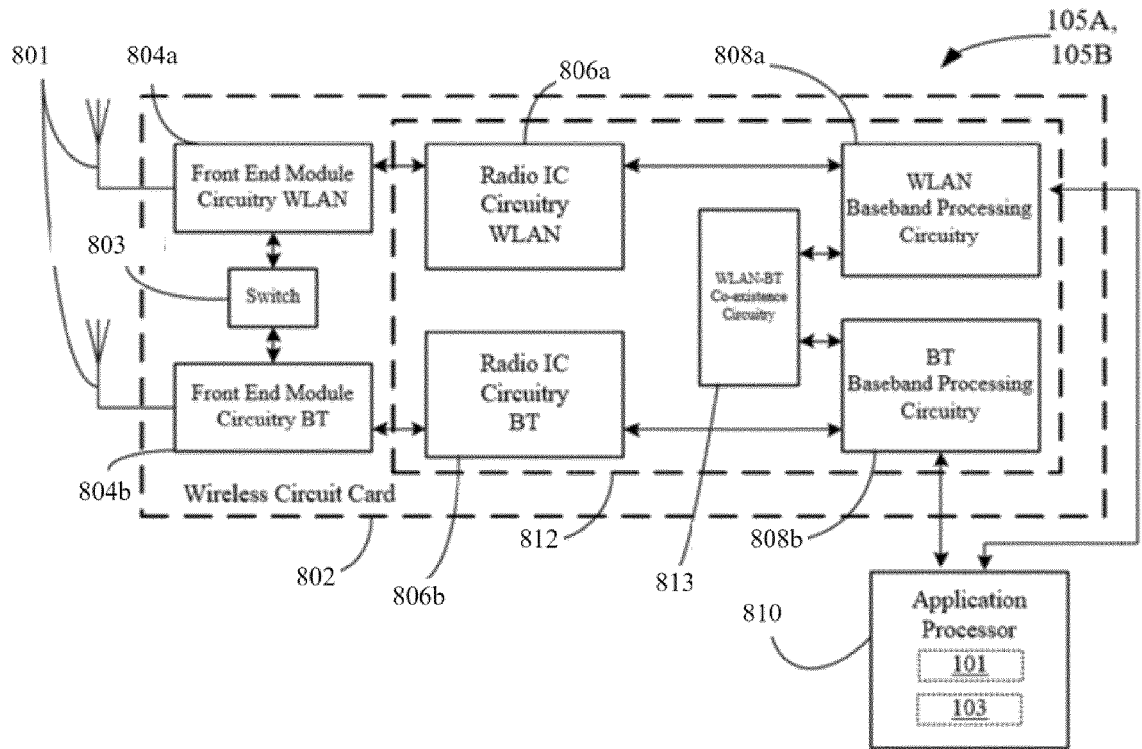 105A,
105B
801
804a
806a
808a
Front End Module
Circuitry WLAN
Radio IC
Circuitry
WLAN
WLAN
Baseband Processing
Circuitry
803
Switch
WLAN-BT
Co-existence
Circuitry
Front End Module
Circuitry BT
Radio IC
Circuitry
BT
BT
Baseband Processing
Circuitry
804b
Wireless Circuit Card
802
806b
812
813
808b
810
Application
Processor
101
103